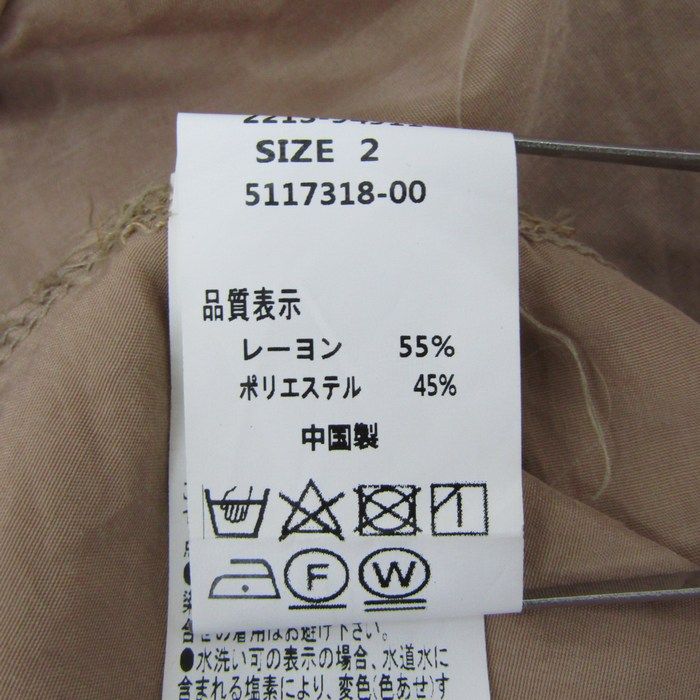 SIZE 2
5117318-00
品質表示
レーヨン 55%
ポリエステル 45%
中国製
F W
●水洗い可の表示の場合、水道水に
含まれる塩素により、変色(色あせ)す